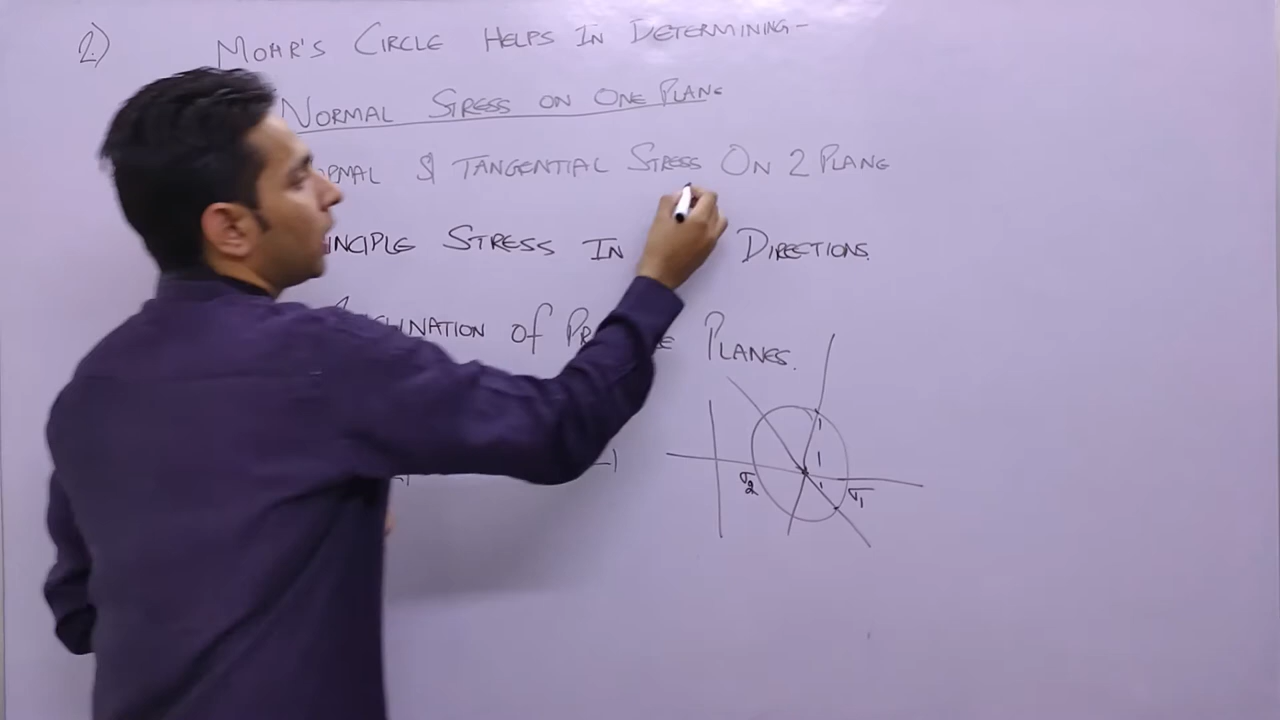 2.) MOHR'S CIRCLE HELPS IN DETERMINING-
NORMAL STRESS ON ONE PLANE
& TANGENTIAL STRESS ON 2 PLANE
STRESS IN DIRECTIONS.
OF PLANES.
σ2 σ1